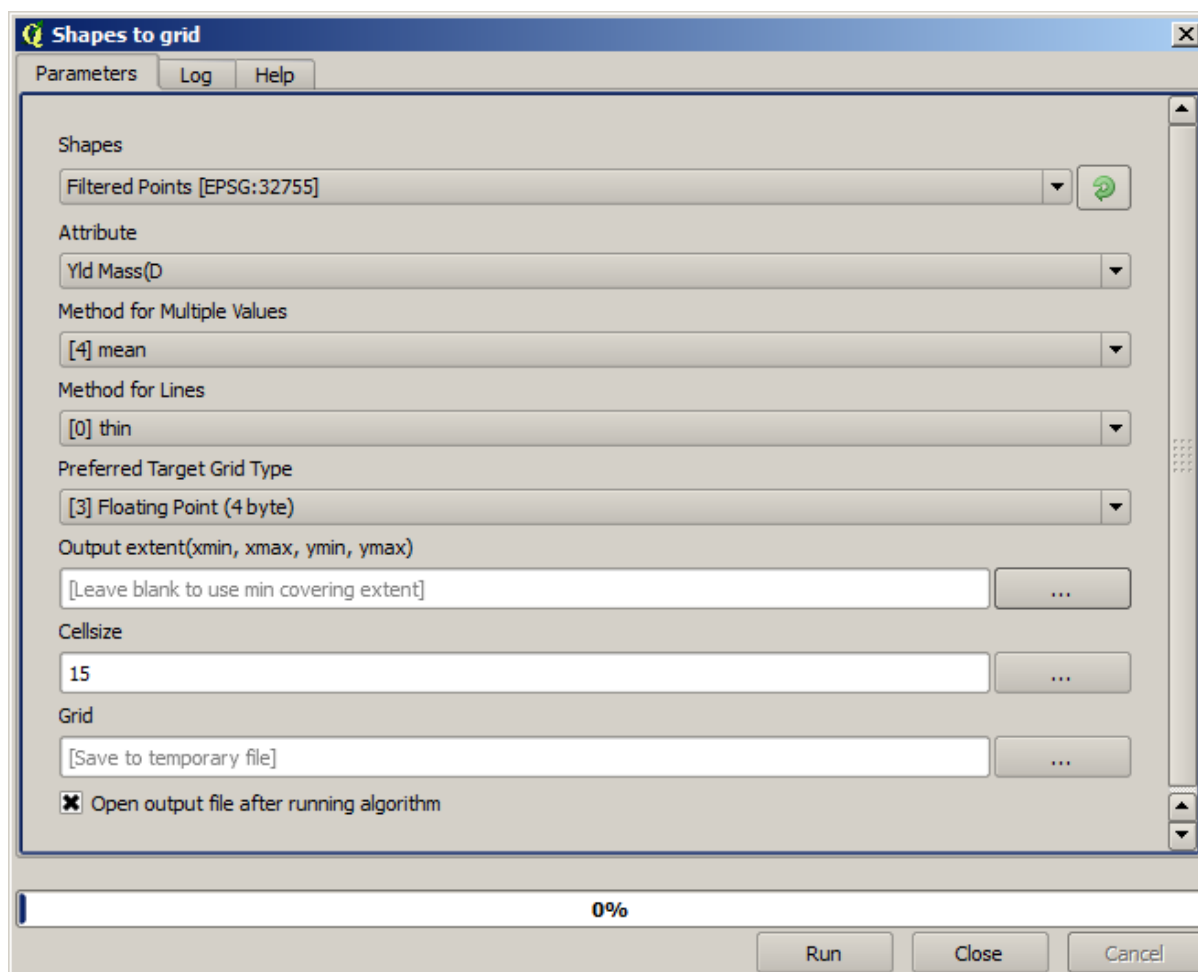 Shapes to grid
Parameters Log Help
Shapes
Filtered Points [EPSG:32755]
Attribute
Yld Mass(D
Method for Multiple Values
[4] mean
Method for Lines
[0] thin
Preferred Target Grid Type
[3] Floating Point (4 byte)
Output extent(xmin, xmax, ymin, ymax)
[Leave blank to use min covering extent]
...
Cellsize
15
...
Grid
[Save to temporary file]
...
Open output file after running algorithm
0%
Run Close Cancel